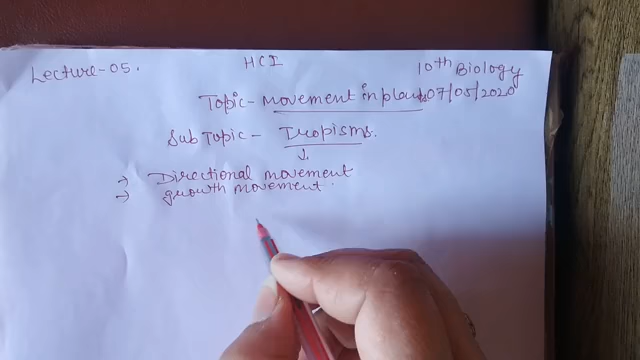 HCI
Lecture-05.
10th Biology
Topic - Movement in plants 07/05/2020
Sub Topic - Tropisms.
↓
→ Directional movement
→ growth movement